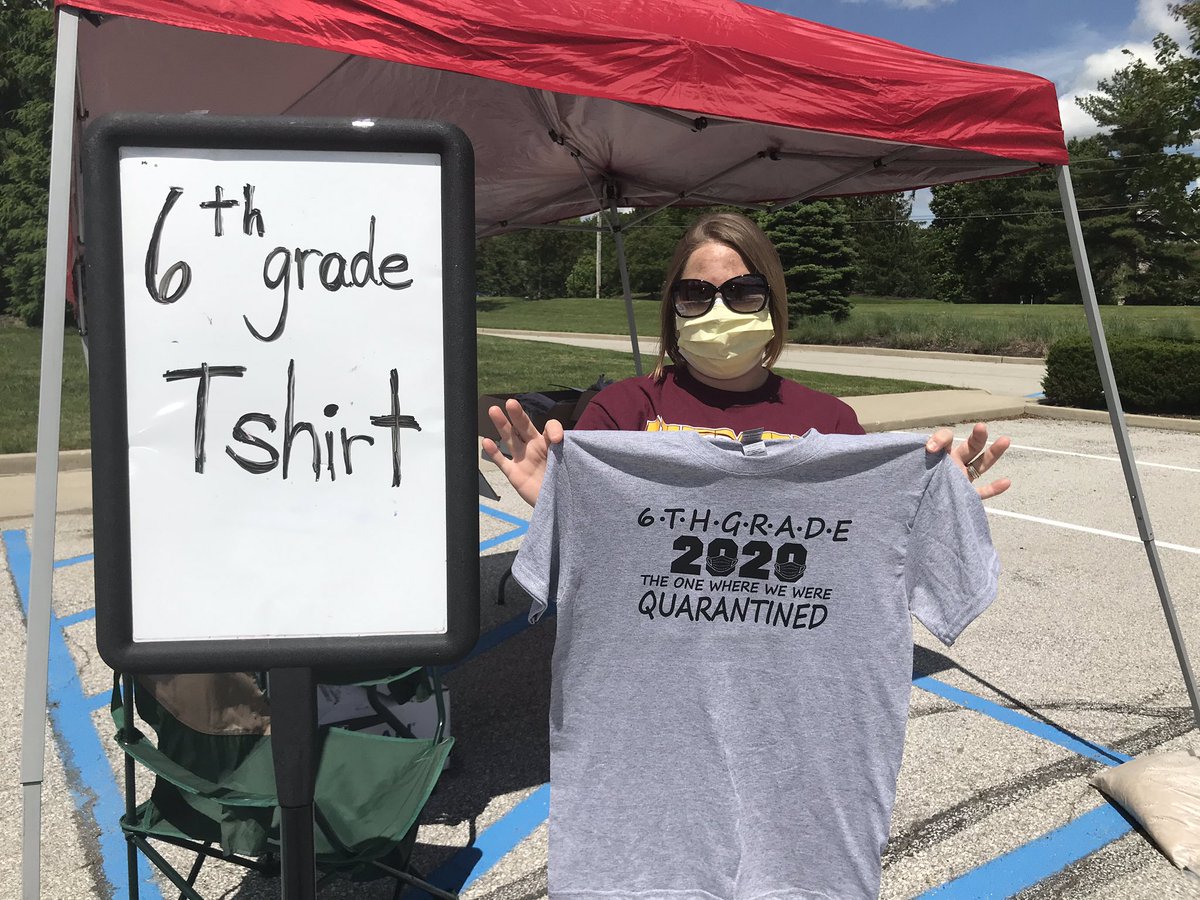 6th grade
Tshirt
6·T·H·G·R·A·D·E
2020
THE ONE WHERE WE WERE
QUARANTINED